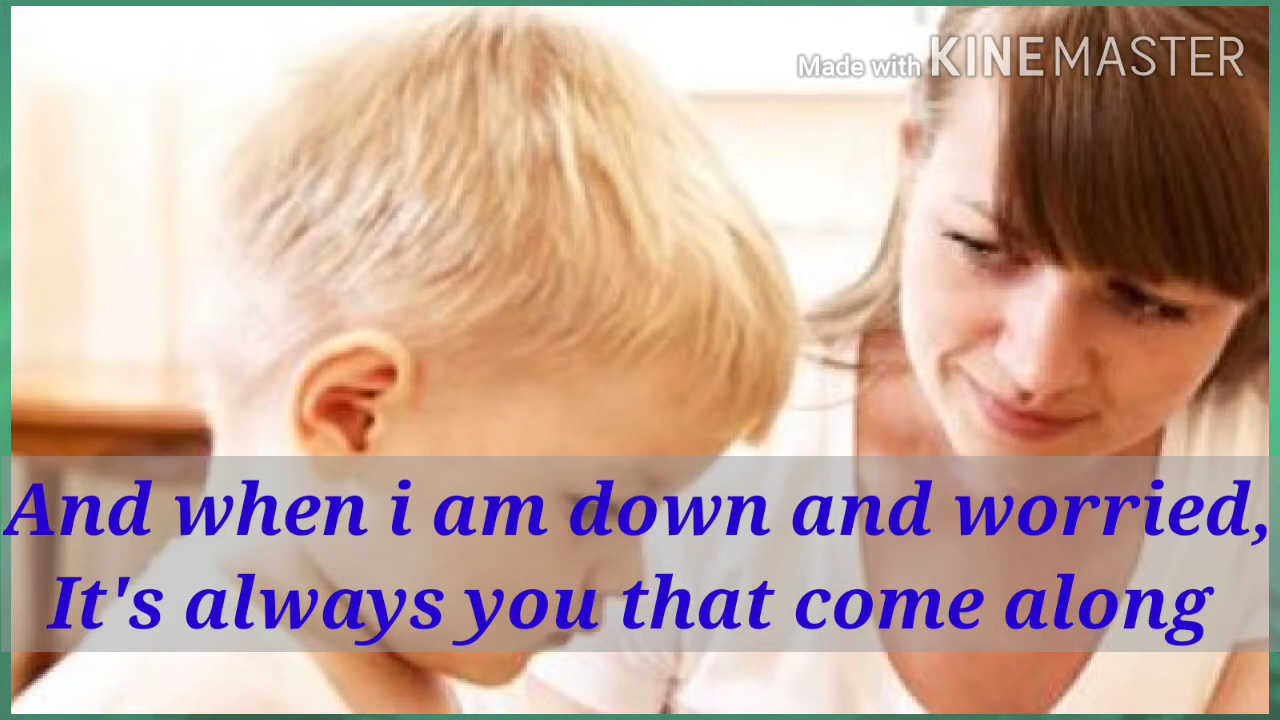 Made with KINEMASTER
And when i am down and worried,
It's always you that come along